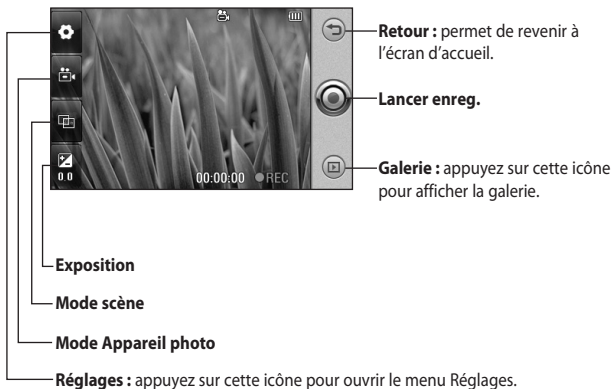 Retour : permet de revenir à
l'écran d'accueil.
Lancer enreg.
0.0
00:00:00 REC
Galerie : appuyez sur cette icône
pour afficher la galerie.
Exposition
Mode scène
Mode Appareil photo
Réglages : appuyez sur cette icône pour ouvrir le menu Réglages.